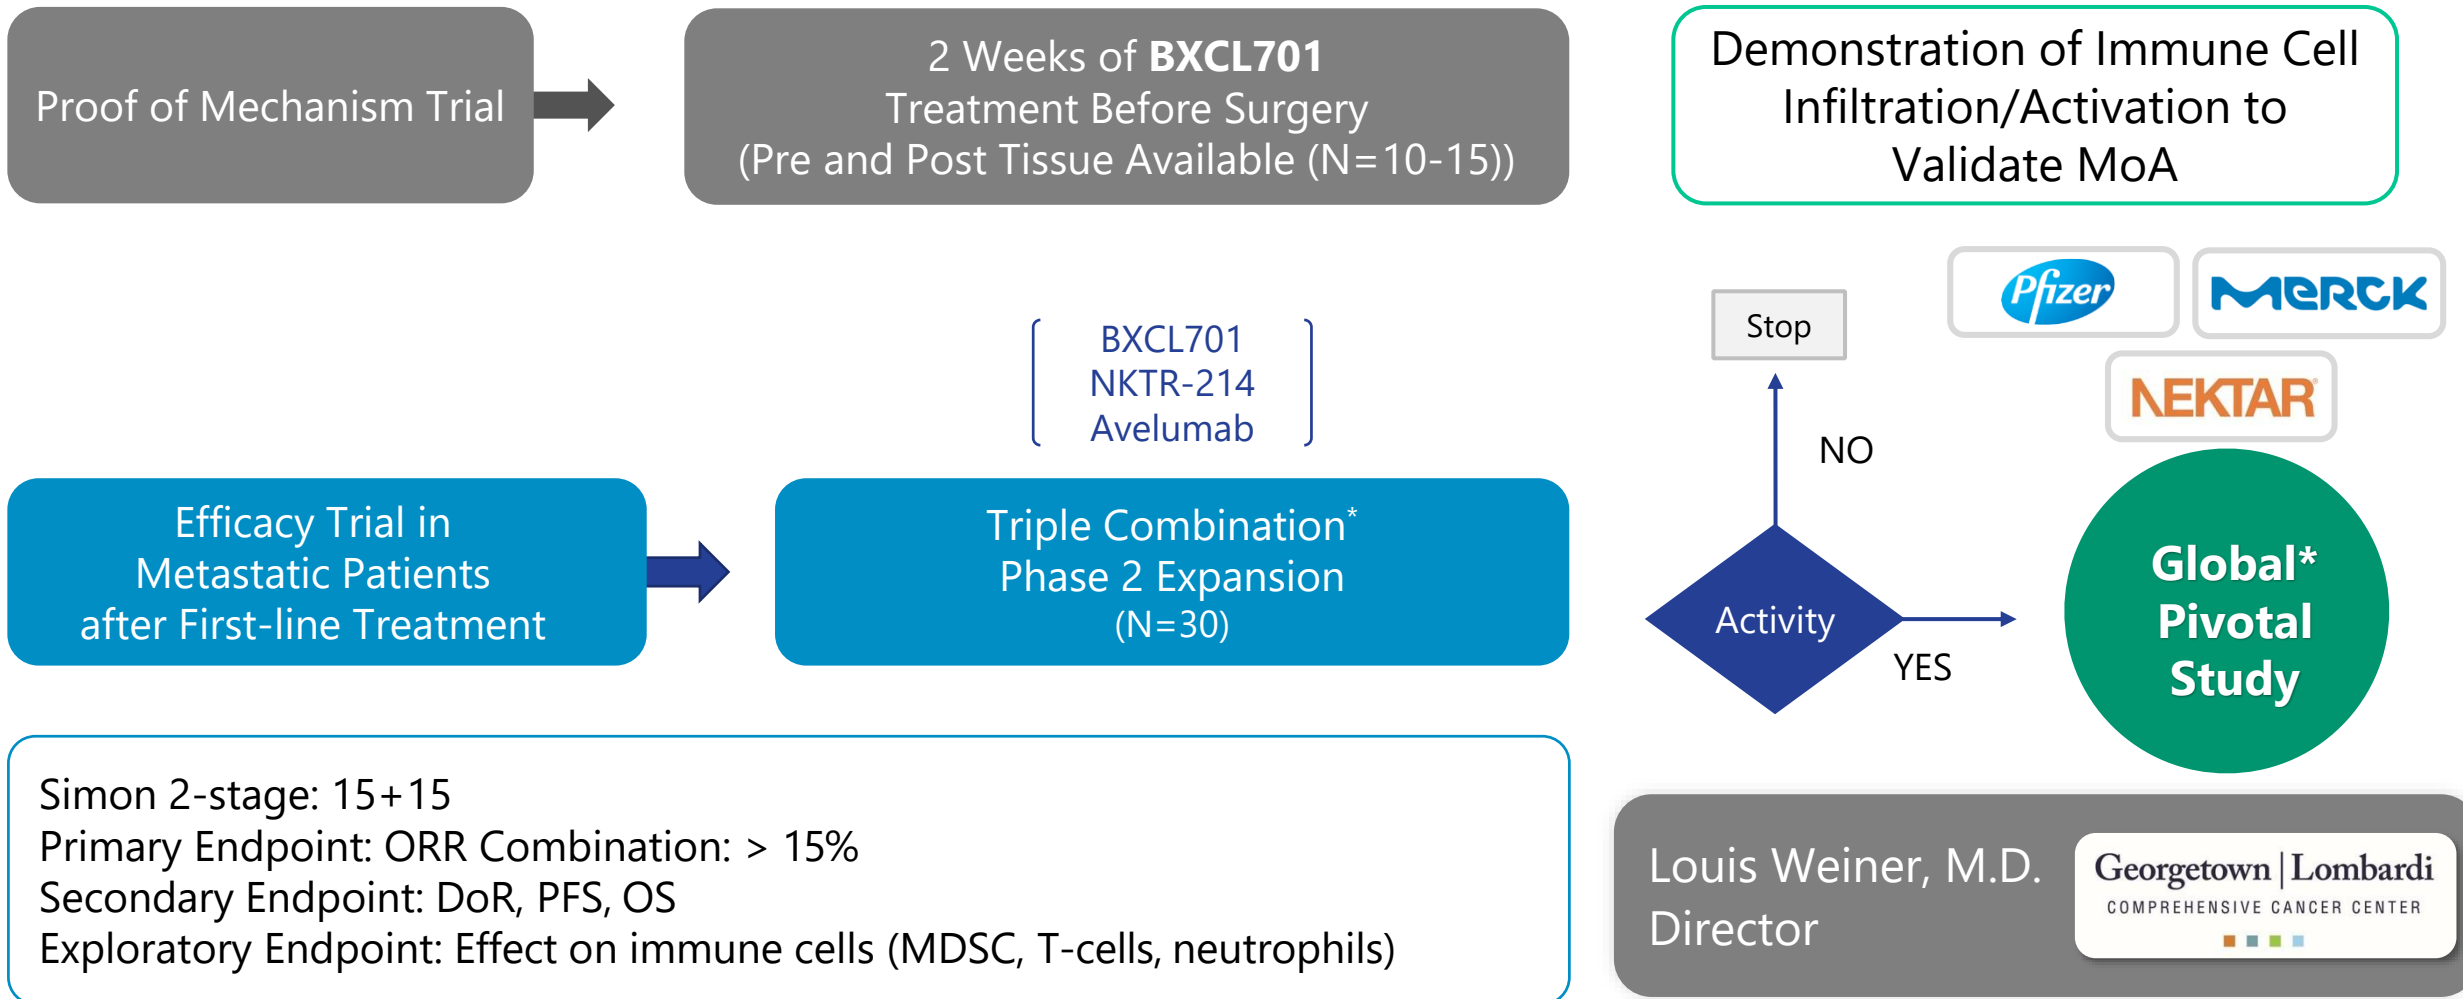 Proof of Mechanism Trial
2 Weeks of BXCL701
Treatment Before Surgery
(Pre and Post Tissue Available (N=10-15))
Demonstration of Immune Cell
Infiltration/Activation to
Validate MoA
Pfizer
MERCK
NEKTAR®
BXCL701
NKTR-214
Avelumab
Stop
NO
Efficacy Trial in
Metastatic Patients
after First-line Treatment
Triple Combination*
Phase 2 Expansion
(N=30)
Activity
YES
Global*
Pivotal
Study
Simon 2-stage: 15+15
Primary Endpoint: ORR Combination: > 15%
Secondary Endpoint: DoR, PFS, OS
Exploratory Endpoint: Effect on immune cells (MDSC, T-cells, neutrophils)
Louis Weiner, M.D.
Director
Georgetown | Lombardi
COMPREHENSIVE CANCER CENTER